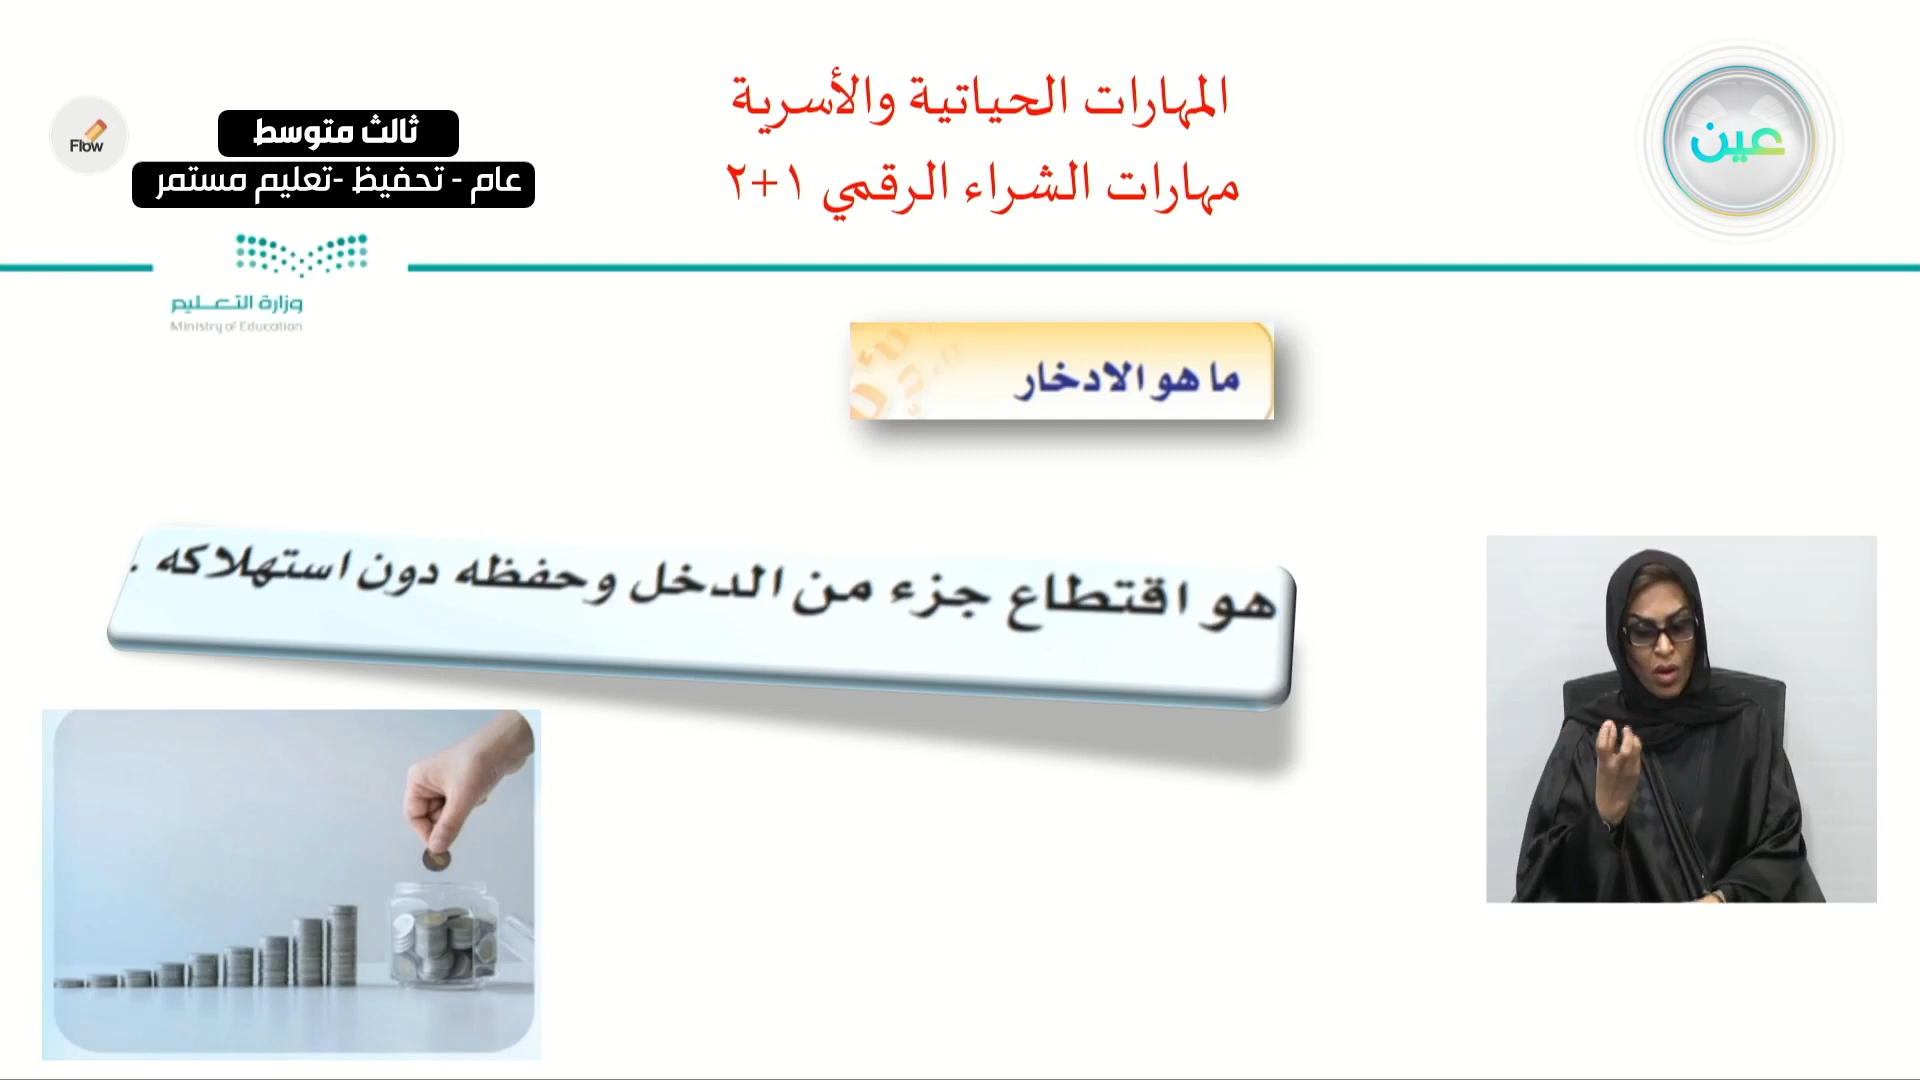 المهارات الحياتية والأسرية
مهارات الشراء الرقمي ١+٢
عين
ثالث متوسط
عام - تحفيظ -تعليم مستمر
Flow
وزارة التعليم
Ministry of Education
ما هو الادخار
هو اقتطاع جزء من الدخل وحفظه دون استهلاكه .